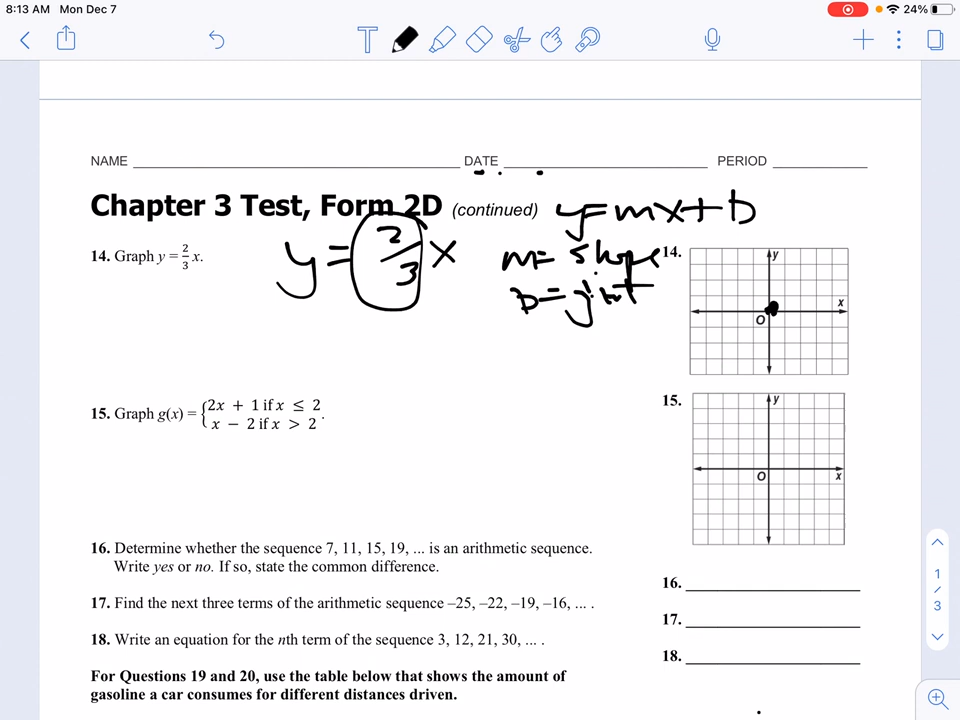 8:13 AM Mon Dec 7
24%
T
NAME DATE PERIOD
Chapter 3 Test, Form 2D (continued)
y=mx+b
14. Graph y = 2/3 x.
y = 2/3 x
m= slope
b= yint
14.
y
x
O
15. Graph g(x) = {2x + 1 if x ≤ 2
x − 2 if x > 2.
15.
y
O
x
16. Determine whether the sequence 7, 11, 15, 19, ... is an arithmetic sequence.
Write yes or no. If so, state the common difference.
16.
17. Find the next three terms of the arithmetic sequence –25, –22, –19, –16, ... .
17.
18. Write an equation for the nth term of the sequence 3, 12, 21, 30, ... .
18.
For Questions 19 and 20, use the table below that shows the amount of
gasoline a car consumes for different distances driven.
1
/
3